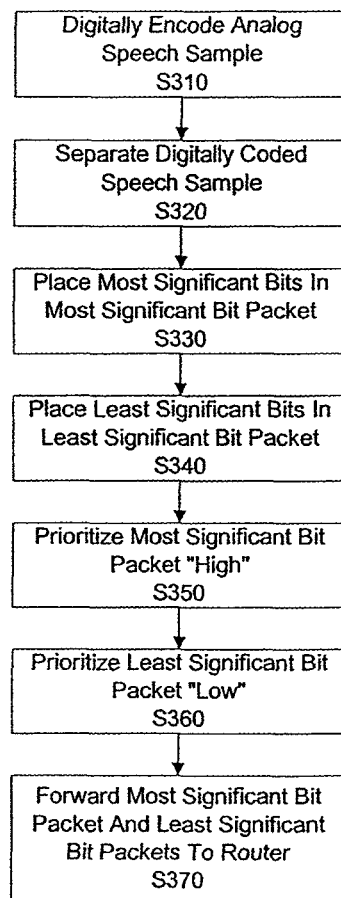 Digitally Encode Analog
Speech Sample
S310
Separate Digitally Coded
Speech Sample
S320
Place Most Significant Bits In
Most Significant Bit Packet
S330
Place Least Significant Bits In
Least Significant Bit Packet
S340
Prioritize Most Significant Bit
Packet "High"
S350
Prioritize Least Significant Bit
Packet "Low"
S360
Forward Most Significant Bit
Packet And Least Significant
Bit Packets To Router
S370